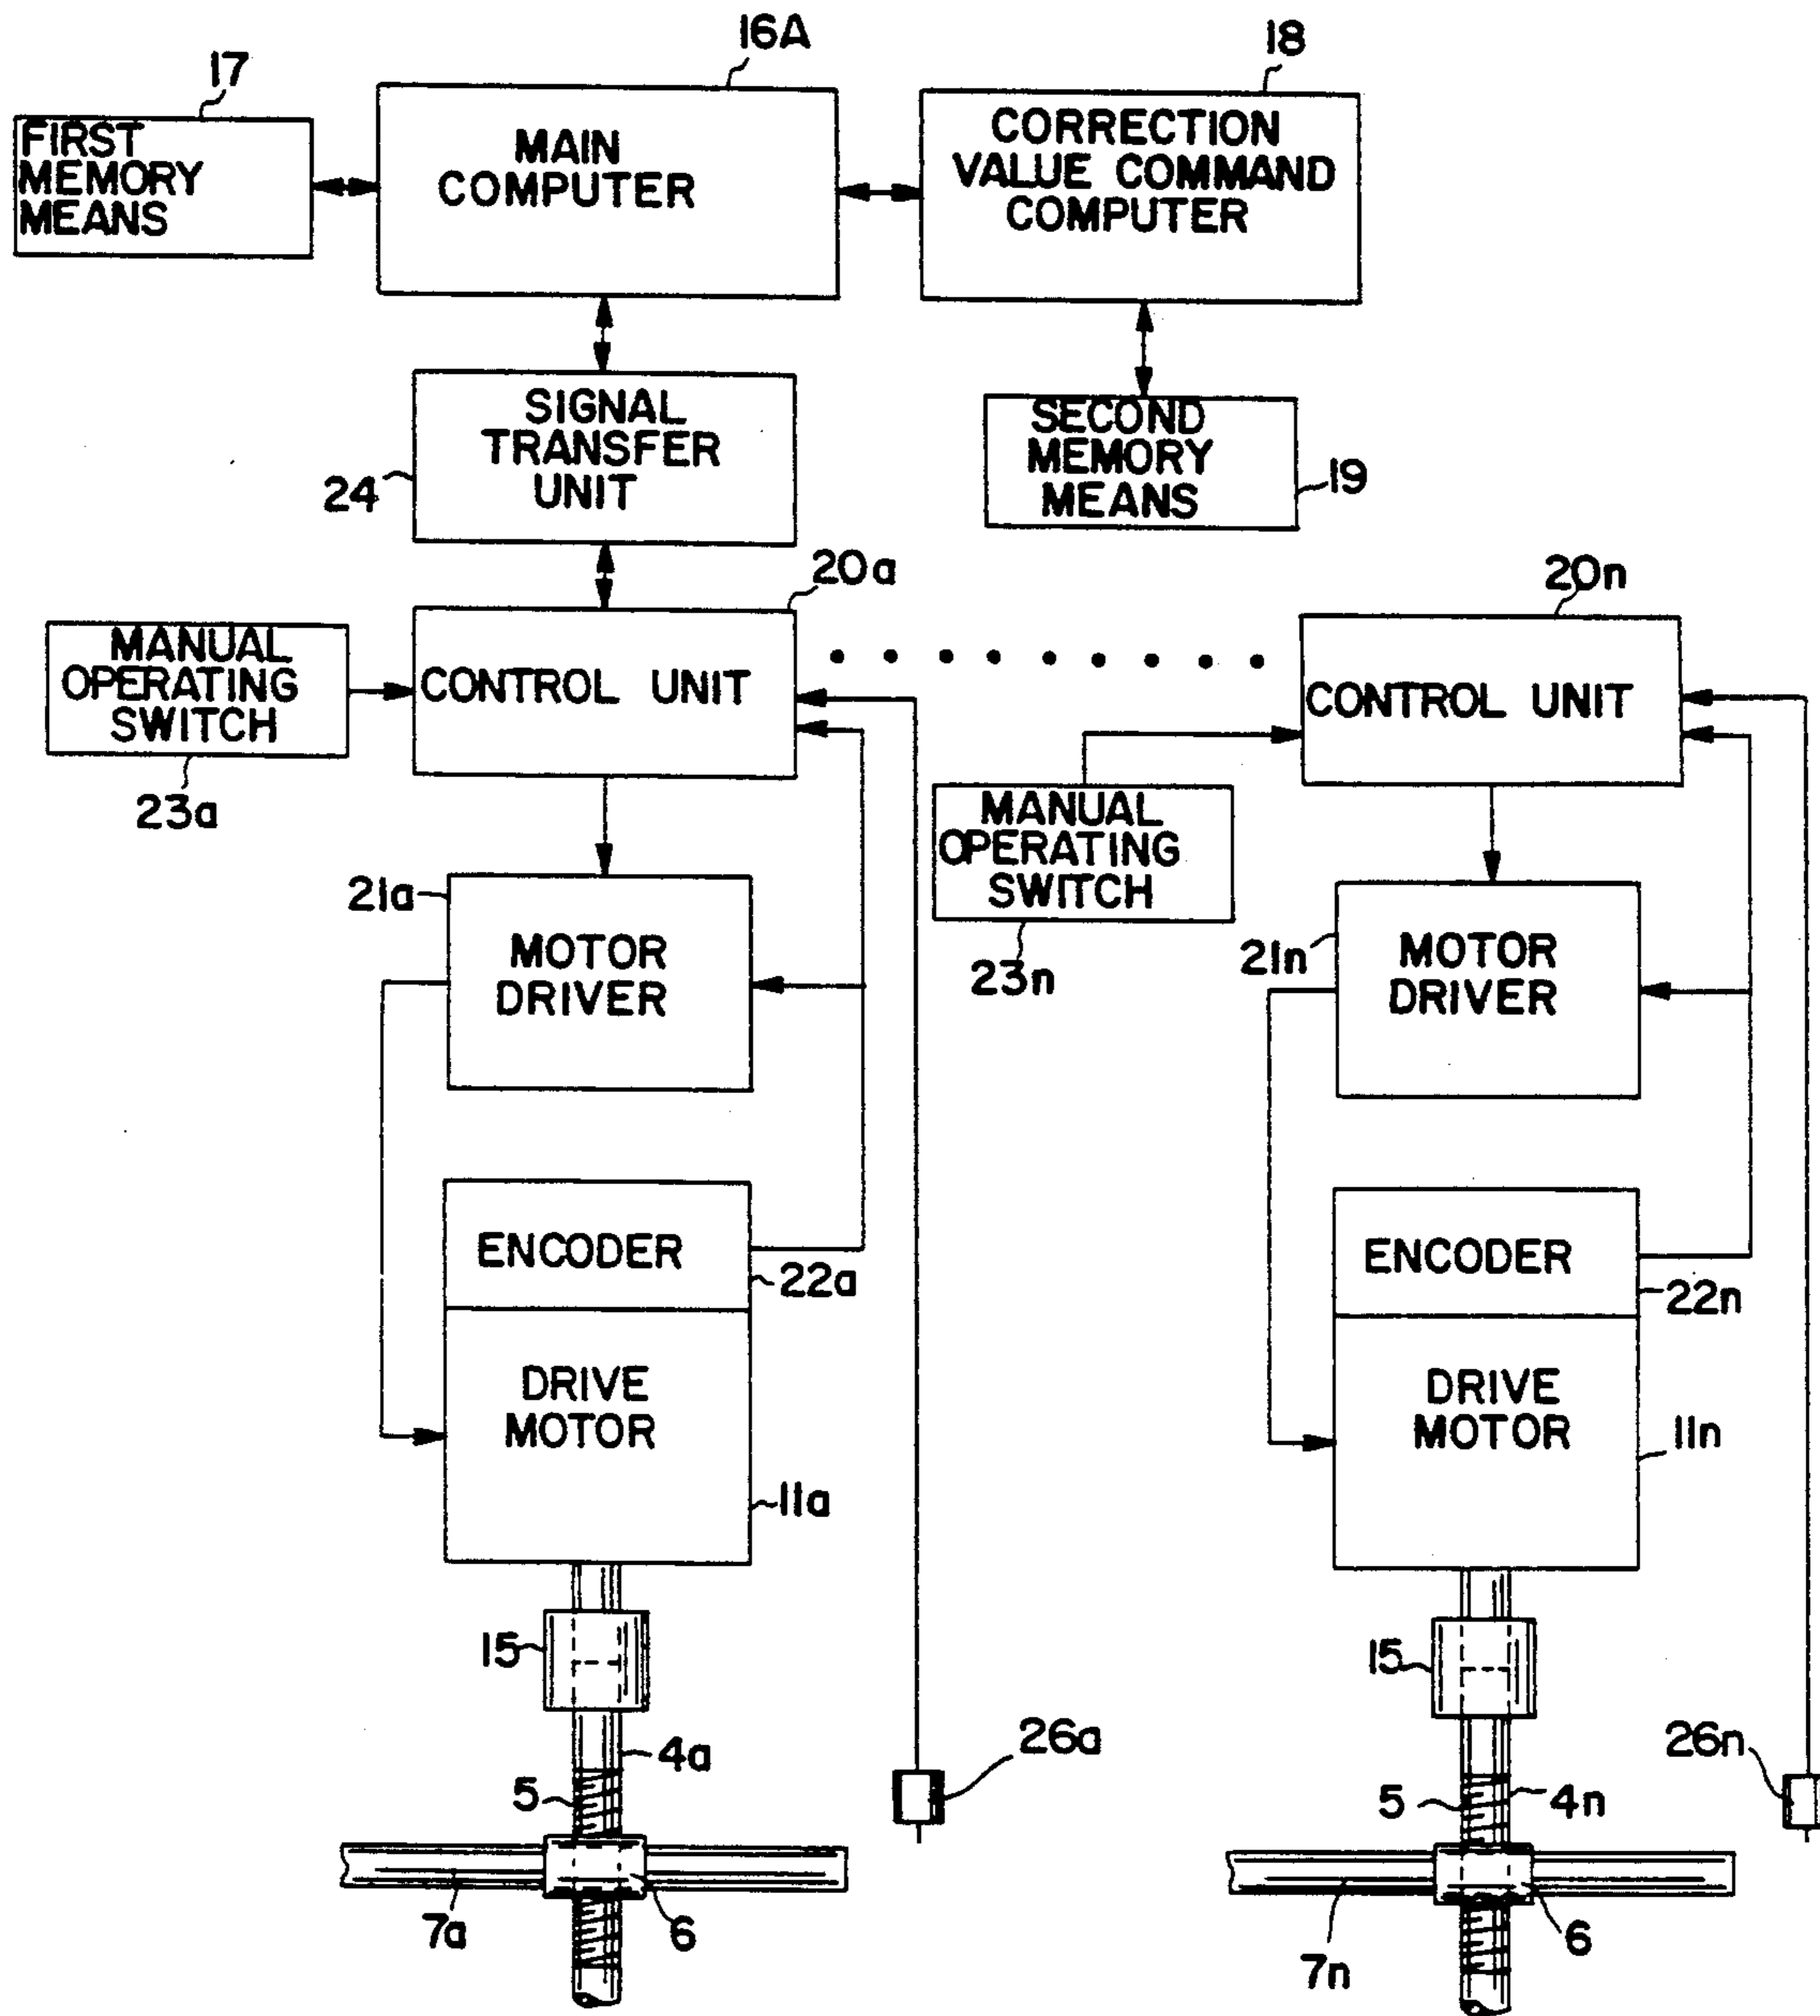 16A
18
17
FIRST
MEMORY
MEANS
MAIN
COMPUTER
CORRECTION
VALUE COMMAND
COMPUTER
SIGNAL
TRANSFER
UNIT
24
SECOND
MEMORY
MEANS
19
20a
20n
MANUAL
OPERATING
SWITCH
23a
CONTROL UNIT
CONTROL UNIT
MANUAL
OPERATING
SWITCH
23n
21a
MOTOR
DRIVER
21n
MOTOR
DRIVER
ENCODER
22a
ENCODER
22n
DRIVE
MOTOR
11a
DRIVE
MOTOR
11n
15
15
4a
5
26a
26n
5
4n
7a
6
7n
6